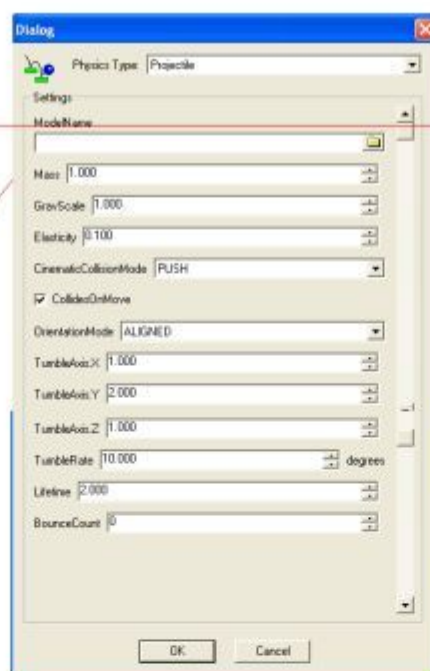 Dialog
Physics Type: Projectile
Settings
ModelName
Mass 1.000
GravScale 1.000
Elasticity 0.100
CinematicCollisionMode PUSH
CollidesOnMove
OrientationMode ALIGNED
TumbleAxis.X 1.000
TumbleAxis.Y 2.000
TumbleAxis.Z 1.000
TumbleRate 10.000 degrees
Lifetime 2.000
BounceCount 0
OK Cancel